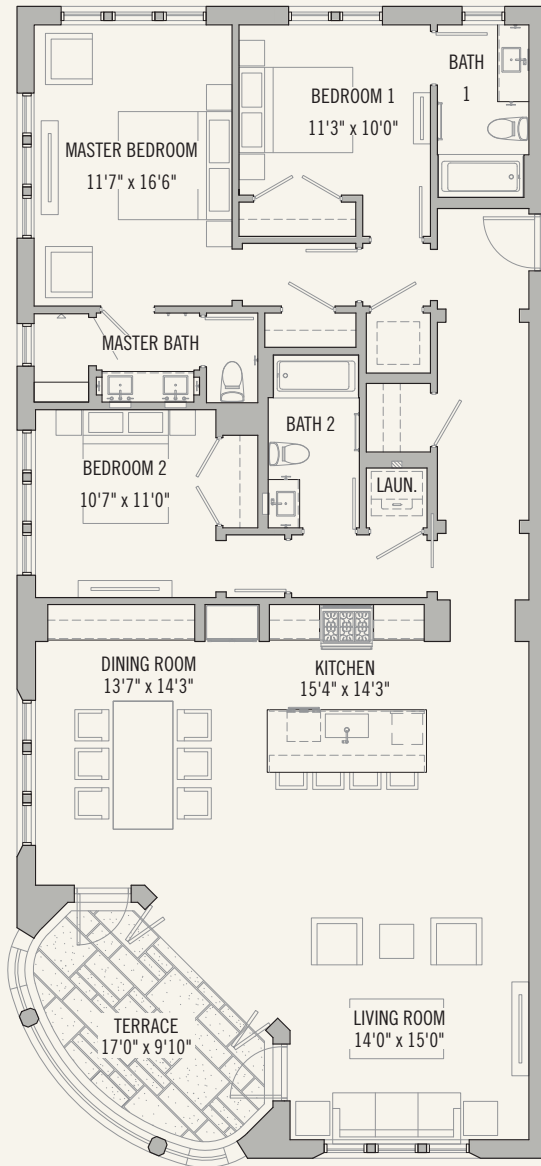 BATH
1
BEDROOM 1
11'3" x 10'0"
MASTER BEDROOM
11'7" x 16'6"
MASTER BATH
BATH 2
BEDROOM 2
10'7" x 11'0"
LAUN.
DINING ROOM
13'7" x 14'3"
KITCHEN
15'4" x 14'3"
TERRACE
17'0" x 9'10"
LIVING ROOM
14'0" x 15'0"